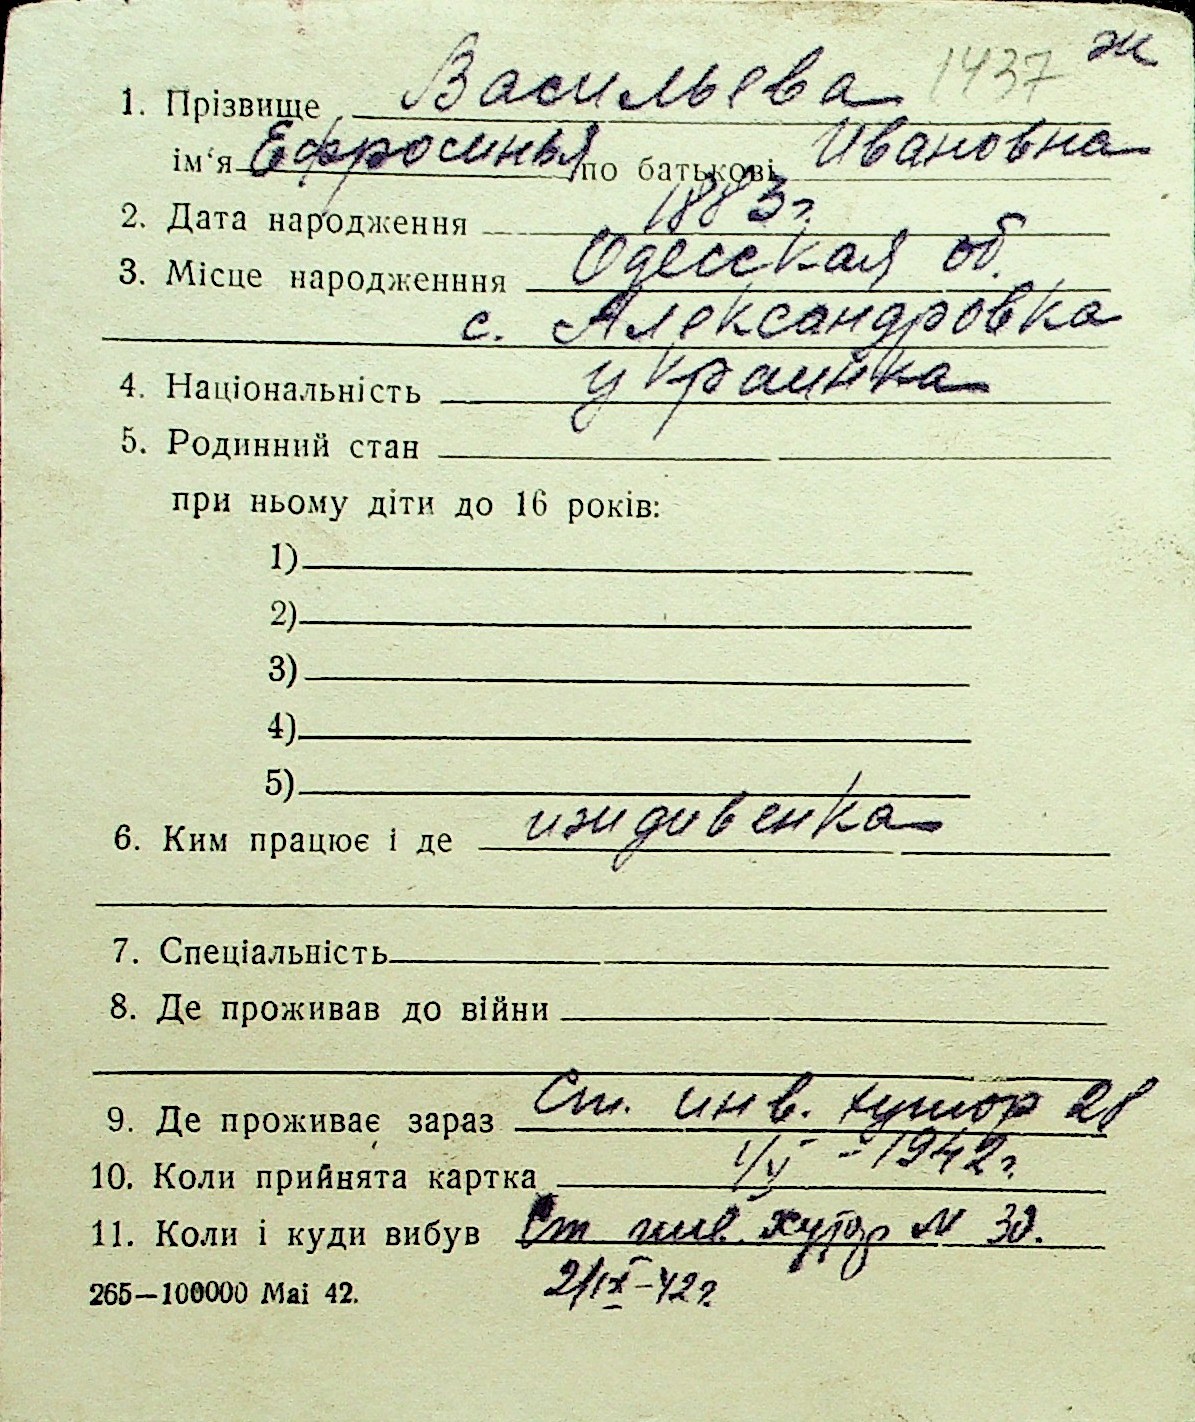 1437 ж
1. Прізвище Васильева
ім'я Ефросинья по батькові Ивановна
2. Дата народження 1883 г.
3. Місце народженння Одесская об.
с. Александровка
4. Національність украинка
5. Родинний стан
при ньому діти до 16 років:
1)
2)
3)
4)
5)
6. Ким працює і де иждивенка
7. Спеціальність
8. Де проживав до війни
9. Де проживає зараз Ст. инв. хутор 28
10. Коли прийнята картка 1/V - 1942 г.
11. Коли і куди вибув Ст инв. хутор N 30.
265—100000 Mai 42. 2/IX-42 г.